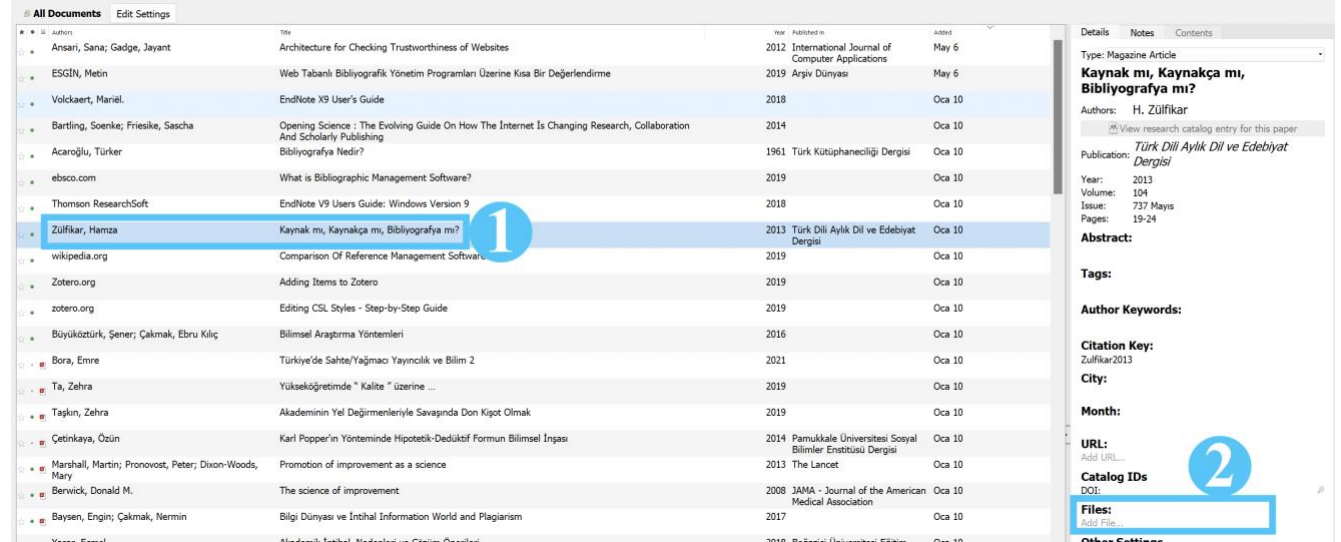 All Documents Edit Settings
Authors Title Year Published In Added
Ansari, Sana; Gadge, Jayant Architecture for Checking Trustworthiness of Websites 2012 International Journal of May 6
Computer Applications
ESGİN, Metin Web Tabanlı Bibliyografik Yönetim Programları Üzerine Kısa Bir Değerlendirme 2019 Arşiv Dünyası May 6
Volckaert, Mariël. EndNote X9 User's Guide 2018 Oca 10
Bartling, Soenke; Friesike, Sascha Opening Science : The Evolving Guide On How The İnternet İs Changing Research, Collaboration 2014 Oca 10
And Scholarly Publishing
Acaroğlu, Türker Bibliyografya Nedir? 1961 Türk Kütüphaneciliği Dergisi Oca 10
ebsco.com What is Bibliographic Management Software? 2019 Oca 10
Thomson ResearchSoft EndNote V9 Users Guide: Windows Version 9 2018 Oca 10
Zülfikar, Hamza Kaynak mı, Kaynakça mı, Bibliyografya mı? 1 2013 Türk Dili Aylık Dil ve Edebiyat Oca 10
Dergisi
wikipedia.org Comparison Of Reference Management Softwar 2019 Oca 10
Zotero.org Adding Items to Zotero 2019 Oca 10
zotero.org Editing CSL Styles - Step-by-Step Guide 2019 Oca 10
Büyüköztürk, Şener; Çakmak, Ebru Kılıç Bilimsel Araştırma Yöntemleri 2016 Oca 10
Bora, Emre Türkiye'de Sahte/Yağmacı Yayıncılık ve Bilim 2 2021 Oca 10
Ta, Zehra Yükseköğretimde " Kalite " üzerine ... 2019 Oca 10
Taşkın, Zehra Akademinin Yel Değirmenleriyle Savaşında Don Kişot Olmak 2019 Oca 10
Çetinkaya, Özün Karl Popper'ın Yönteminde Hipotetik-Dedüktif Formun Bilimsel İnşası 2014 Pamukkale Üniversitesi Sosyal Oca 10
Bilimler Enstitüsü Dergisi
Marshall, Martin; Pronovost, Peter; Dixon-Woods, Promotion of improvement as a science 2013 The Lancet Oca 10
Mary
Berwick, Donald M. The science of improvement 2008 JAMA - Journal of the American Oca 10
Medical Association
Baysen, Engin; Çakmak, Nermin Bilgi Dünyası ve İntihal Information World and Plagiarism 2017 Oca 10
Details Notes Contents
Type: Magazine Article
Kaynak mı, Kaynakça mı,
Bibliyografya mı?
Authors: H. Zülfikar
View research catalog entry for this paper
Publication: Türk Dili Aylık Dil ve Edebiyat
Dergisi
Year: 2013
Volume: 104
Issue: 737 Mayıs
Pages: 19-24
Abstract:
Tags:
Author Keywords:
Citation Key:
Zulfikar2013
City:
Month:
URL:
Add URL...
2
Catalog IDs
DOI:
Files:
Add File...
Other Settings